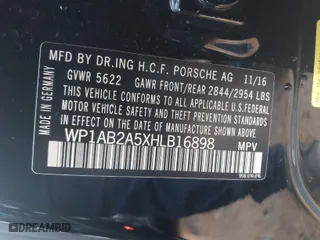 MFD BY DR.ING H.C.F. PORSCHE AG 11/16
GVWR 5622 GAWR FRONT/REAR 2844/2954 LBS
THIS VEHICLE CONFORMS TO ALL APPLICABLE
U.S. FEDERAL MOTOR VEHICLE SAFETY, BUMPER,
AND THEFT PREVENTION STANDARDS IN EFFECT ON
THE DATE OF MANUFACTURE SHOWN ABOVE.
WP1AB2A5XHLB16898
MPV
MADE IN GERMANY
DREAMBID